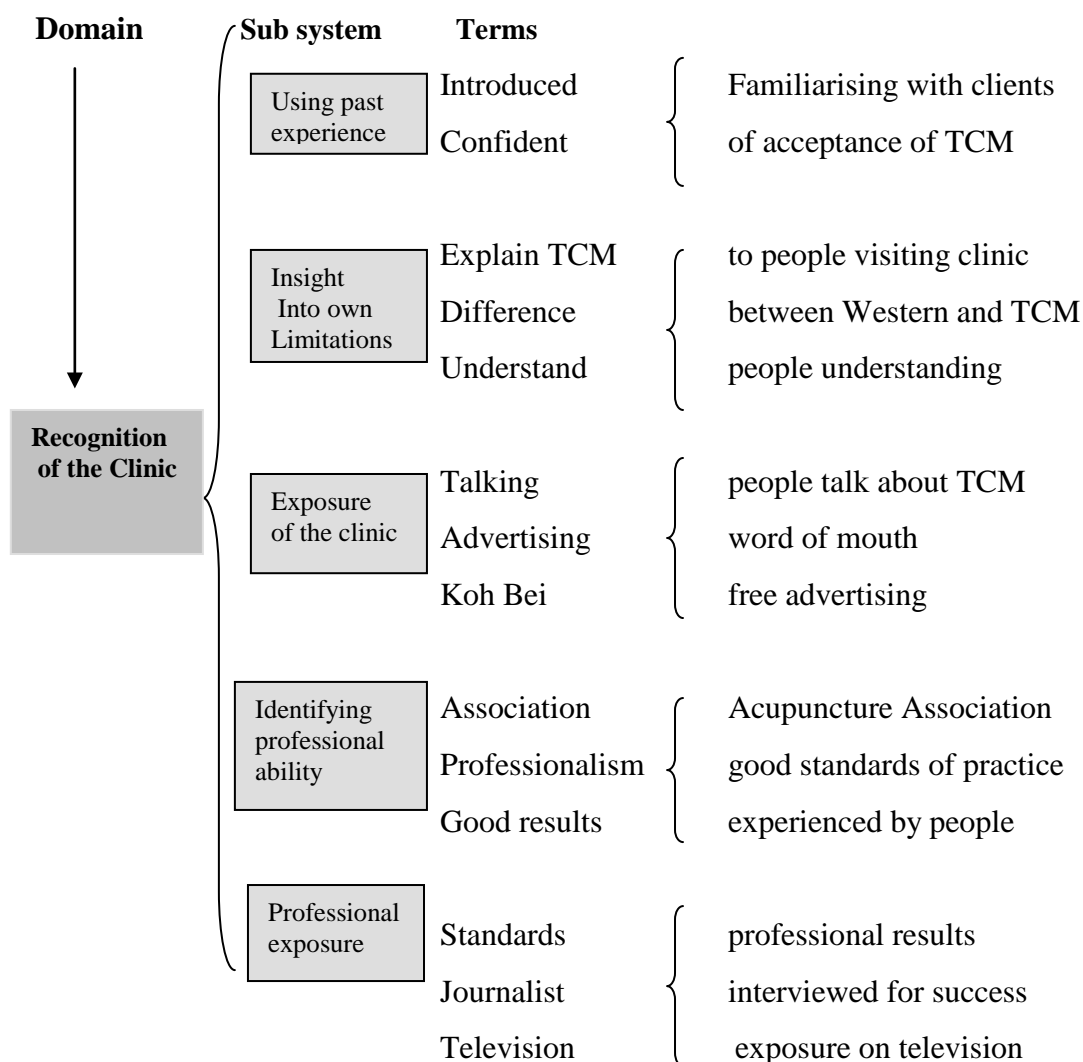 Domain Sub system Terms
Using past
experience
Introduced Familiarising with clients
Confident of acceptance of TCM
Insight
Into own
Limitations
Explain TCM to people visiting clinic
Difference between Western and TCM
Understand people understanding
Recognition
of the Clinic
Exposure
of the clinic
Talking people talk about TCM
Advertising word of mouth
Koh Bei free advertising
Identifying
professional
ability
Association Acupuncture Association
Professionalism good standards of practice
Good results experienced by people
Professional
exposure
Standards professional results
Journalist interviewed for success
Television exposure on television